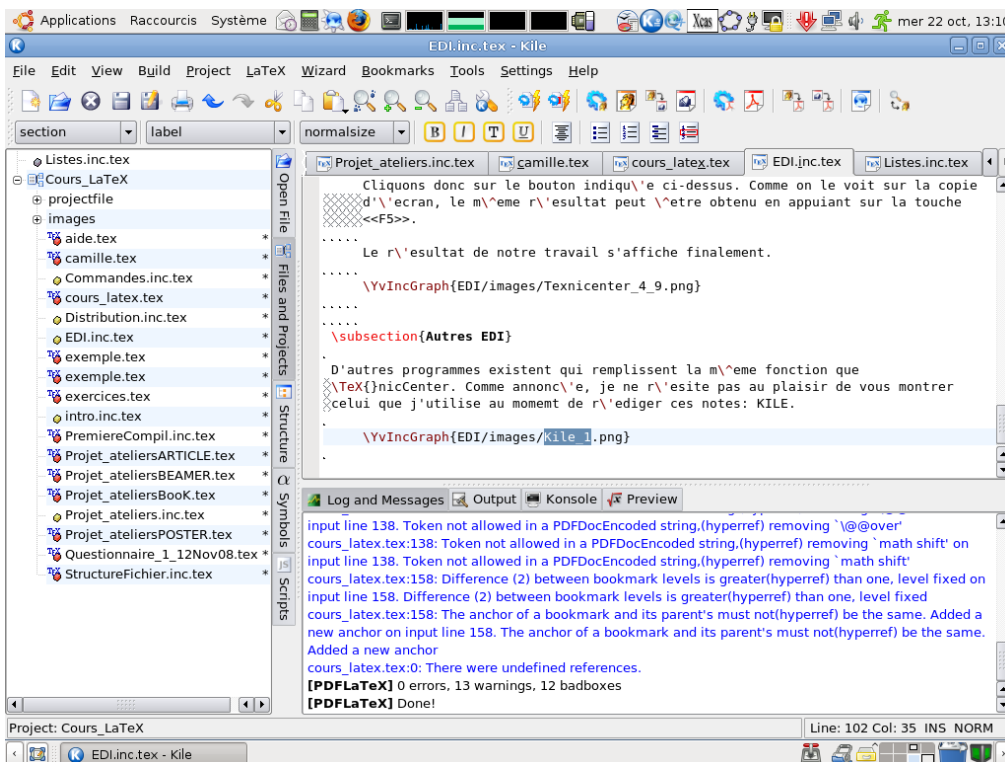 Applications Raccourcis Système Xcas mer 22 oct, 13:10
EDI.inc.tex - Kile
File Edit View Build Project LaTeX Wizard Bookmarks Tools Settings Help
section label normalsize B I T U
Listes.inc.tex
Cours_LaTeX
projectfile
images
aide.tex *
camille.tex *
Commandes.inc.tex *
cours_latex.tex *
Distribution.inc.tex *
EDI.inc.tex *
exemple.tex *
exemple.tex *
exercices.tex *
intro.inc.tex *
PremiereCompil.inc.tex *
Projet_ateliersARTICLE.tex *
Projet_ateliersBEAMER.tex *
Projet_ateliersBooK.tex *
Projet_ateliers.inc.tex *
Projet_ateliersPOSTER.tex *
Questionnaire_1_12Nov08.tex *
StructureFichier.inc.tex *
Open File
Files and Projects
Structure
α Symbols
JS Scripts
Projet_ateliers.inc.tex camille.tex cours_latex.tex EDI.inc.tex Listes.inc.tex
Cliquons donc sur le bouton indiqu\'e ci-dessus. Comme on le voit sur la copie
d'\'ecran, le m\^eme r\'esultat peut \^etre obtenu en appuiant sur la touche
<<F5>>.
.....
Le r\'esultat de notre travail s'affiche finalement.
.....
\YvIncGraph{EDI/images/Texnicenter_4_9.png}
.....
.....
\subsection{Autres EDI}
.
D'autres programmes existent qui remplissent la m\^eme fonction que
\TeX{}nicCenter. Comme annonc\'e, je ne r\'esite pas au plaisir de vous montrer
celui que j'utilise au momemt de r\'ediger ces notes: KILE.
.
\YvIncGraph{EDI/images/Kile_1.png}
.
Log and Messages Output Konsole Preview
input line 138. Token not allowed in a PDFDocEncoded string,(hyperref) removing `\@@over'
cours_latex.tex:138: Token not allowed in a PDFDocEncoded string,(hyperref) removing `math shift' on
input line 138. Token not allowed in a PDFDocEncoded string,(hyperref) removing `math shift'
cours_latex.tex:158: Difference (2) between bookmark levels is greater(hyperref) than one, level fixed on
input line 158. Difference (2) between bookmark levels is greater(hyperref) than one, level fixed
cours_latex.tex:158: The anchor of a bookmark and its parent's must not(hyperref) be the same. Added a
new anchor on input line 158. The anchor of a bookmark and its parent's must not(hyperref) be the same.
Added a new anchor
cours_latex.tex:0: There were undefined references.
[PDFLaTeX] 0 errors, 13 warnings, 12 badboxes
[PDFLaTeX] Done!
Project: Cours_LaTeX Line: 102 Col: 35 INS NORM
EDI.inc.tex - Kile